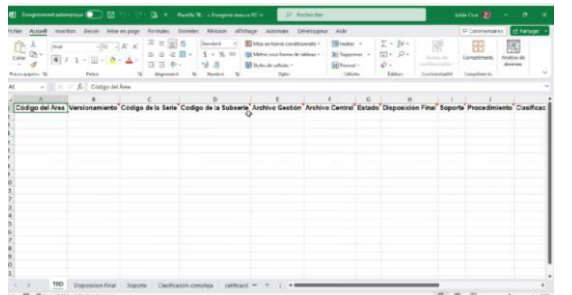 Enregistrement automatique
Rechercher
Fichier Accueil Insertion Dessin Mise en page Formules Données Révision Affichage Automate Développeur Aide
Commentaires Partager
Coller
Standard
Mise en forme conditionnelle
Mettre sous forme de tableau
Styles de cellules
Insérer
Supprimer
Format
Compléments
Analyse de données
Presse-papiers Police Alignement Nombre Styles Cellules Édition Confidentialité Compléments
A1 Código del Área
A B C D E F G H I J
Código del Área Versionamiento Código de la Serie Código de la Subserie Archivo Gestión Archivo Central Estado Disposición Final Soporte Procedimiento Clasificac
TRD Disposicion Final Soporte Clasificación compleja calificaci